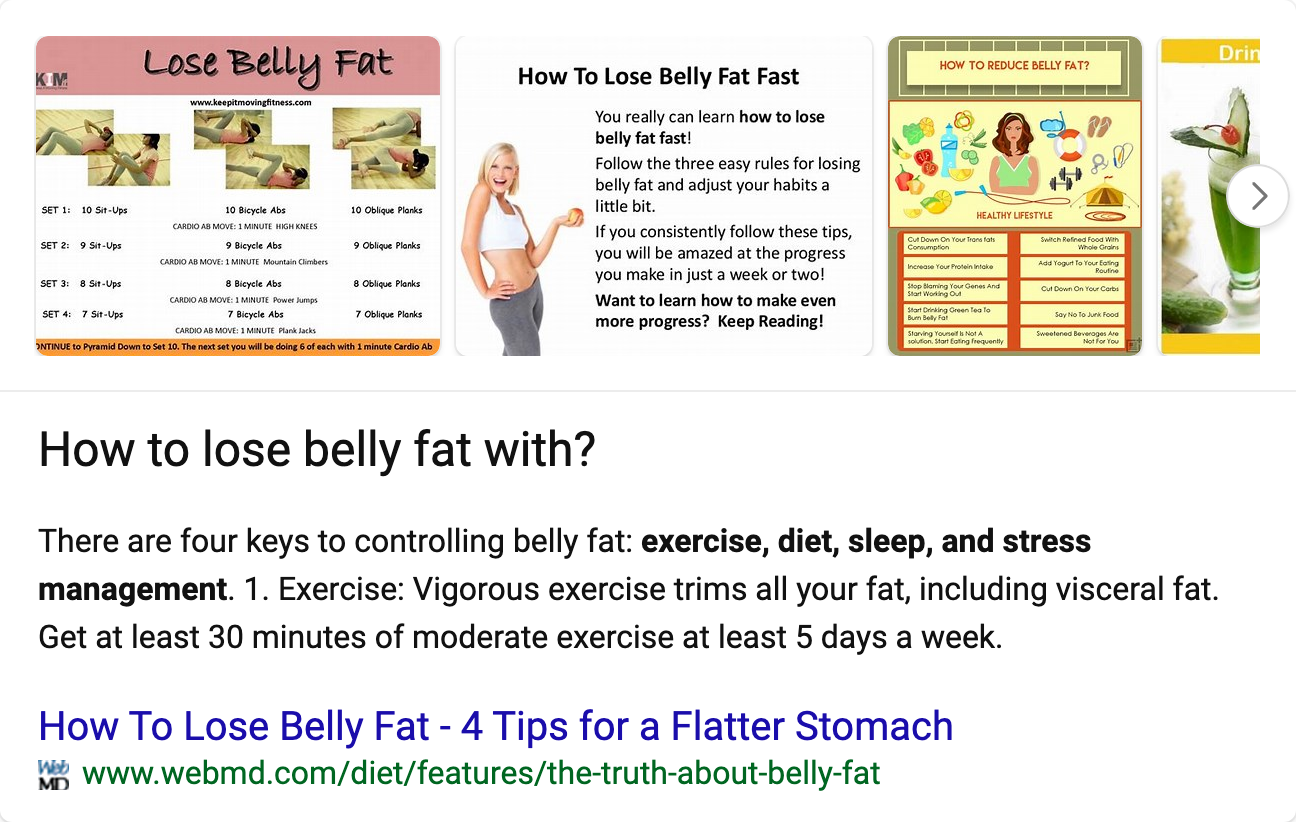 Lose Belly Fat
KIM
www.keepitmovingfitness.com
SET 1: 10 Sit-Ups 10 Bicycle Abs 10 Oblique Planks
CARDIO AB MOVE: 1 MINUTE HIGH KNEES
SET 2: 9 Sit-Ups 9 Bicycle Abs 9 Oblique Planks
CARDIO AB MOVE: 1 MINUTE Mountain Climbers
SET 3: 8 Sit-Ups 8 Bicycle Abs 8 Oblique Planks
CARDIO AB MOVE: 1 MINUTE Power Jumps
SET 4: 7 Sit-Ups 7 Bicycle Abs 7 Oblique Planks
CARDIO AB MOVE: 1 MINUTE Plank Jacks
ONTINUE to Pyramid Down to Set 10. The next set you will be doing 6 of each with 1 minute Cardio Ab
How To Lose Belly Fat Fast
You really can learn how to lose
belly fat fast!
Follow the three easy rules for losing
belly fat and adjust your habits a
little bit.
If you consistently follow these tips,
you will be amazed at the progress
you make in just a week or two!
Want to learn how to make even
more progress? Keep Reading!
HOW TO REDUCE BELLY FAT?
HEALTHY LIFESTYLE
Cut Down On Your Trans fats
Consumption
Increase Your Protein Intake
Stop Blaming Your Genes And
Start Working Out
Start Drinking Green Tea To
Burn Belly Fat
Starving Yourself Is Not A
solution, Start Eating Frequently
Switch Refined Food With
Whole Grains
Add Yogurt To Your Eating
Routine
Cut Down On Your Carbs
Say No To Junk Food
Sweetened Beverages Are
Not For You
Drin
How to lose belly fat with?
There are four keys to controlling belly fat: exercise, diet, sleep, and stress
management. 1. Exercise: Vigorous exercise trims all your fat, including visceral fat.
Get at least 30 minutes of moderate exercise at least 5 days a week.
How To Lose Belly Fat - 4 Tips for a Flatter Stomach
Web
MD
www.webmd.com/diet/features/the-truth-about-belly-fat